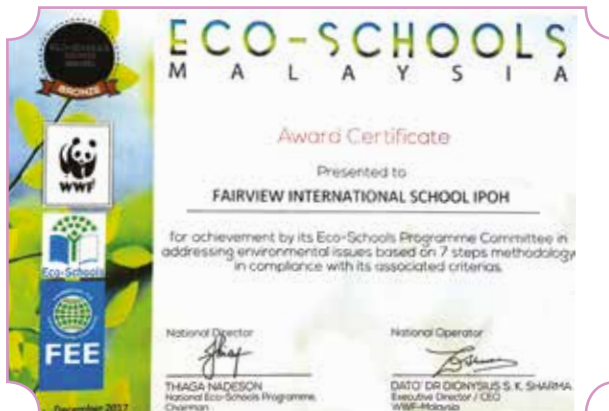 ECO-SCHOOLS
MALAYSIA
BRONZE
Award Certificate
Presented to
WWF
FAIRVIEW INTERNATIONAL SCHOOL IPOH
for achievement by its Eco-Schools Programme Committee in
addressing environmental issues based on 7 steps methodology
in compliance with its associated criterias.
Eco-Schools
FEE
National Director
National Operator
THAGA NADESON
National Eco-Schools Programme,
Chairman
DATO' DR DIONYSIUS S. K. SHARMA
Executive Director / CEO
WWF-Malaysia
December 2017